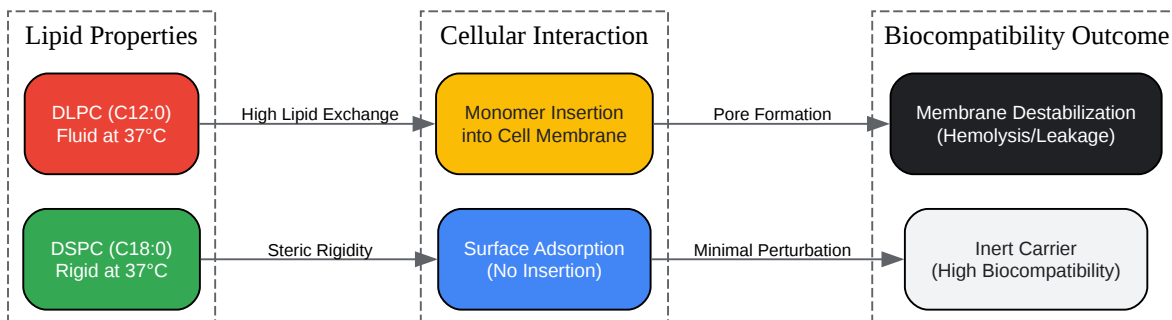 Lipid Properties
Cellular Interaction
Biocompatibility Outcome
DLPC (C12:0)
Fluid at 37°C
High Lipid Exchange
Monomer Insertion
into Cell Membrane
Pore Formation
Membrane Destabilization
(Hemolysis/Leakage)
DSPC (C18:0)
Rigid at 37°C
Steric Rigidity
Surface Adsorption
(No Insertion)
Minimal Perturbation
Inert Carrier
(High Biocompatibility)